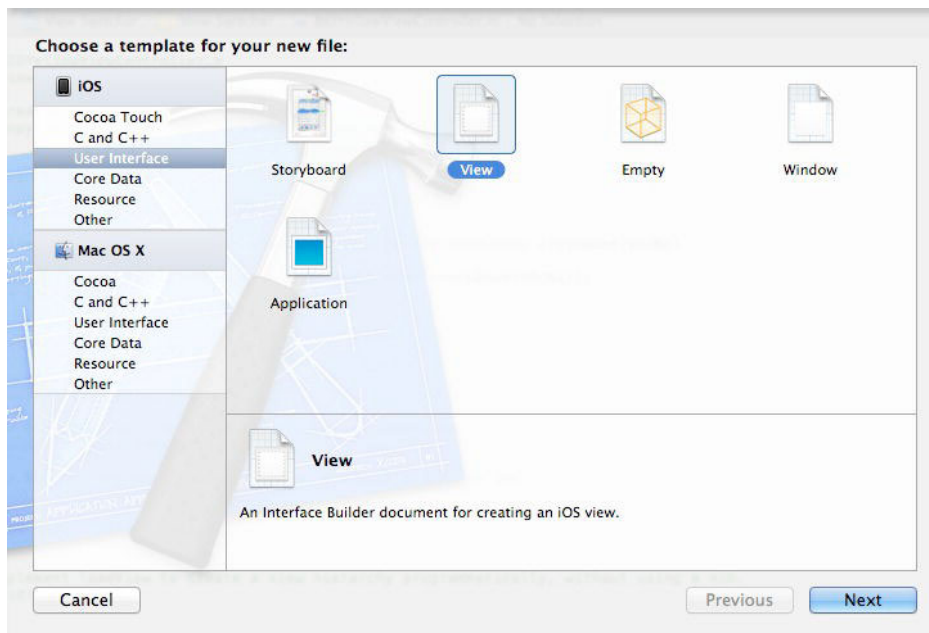 Choose a template for your new file:
iOS
Cocoa Touch
C and C++
User Interface
Core Data
Resource
Other
Mac OS X
Cocoa
C and C++
User Interface
Core Data
Resource
Other
Storyboard
View
Empty
Window
Application
View
An Interface Builder document for creating an iOS view.
Cancel
Previous
Next